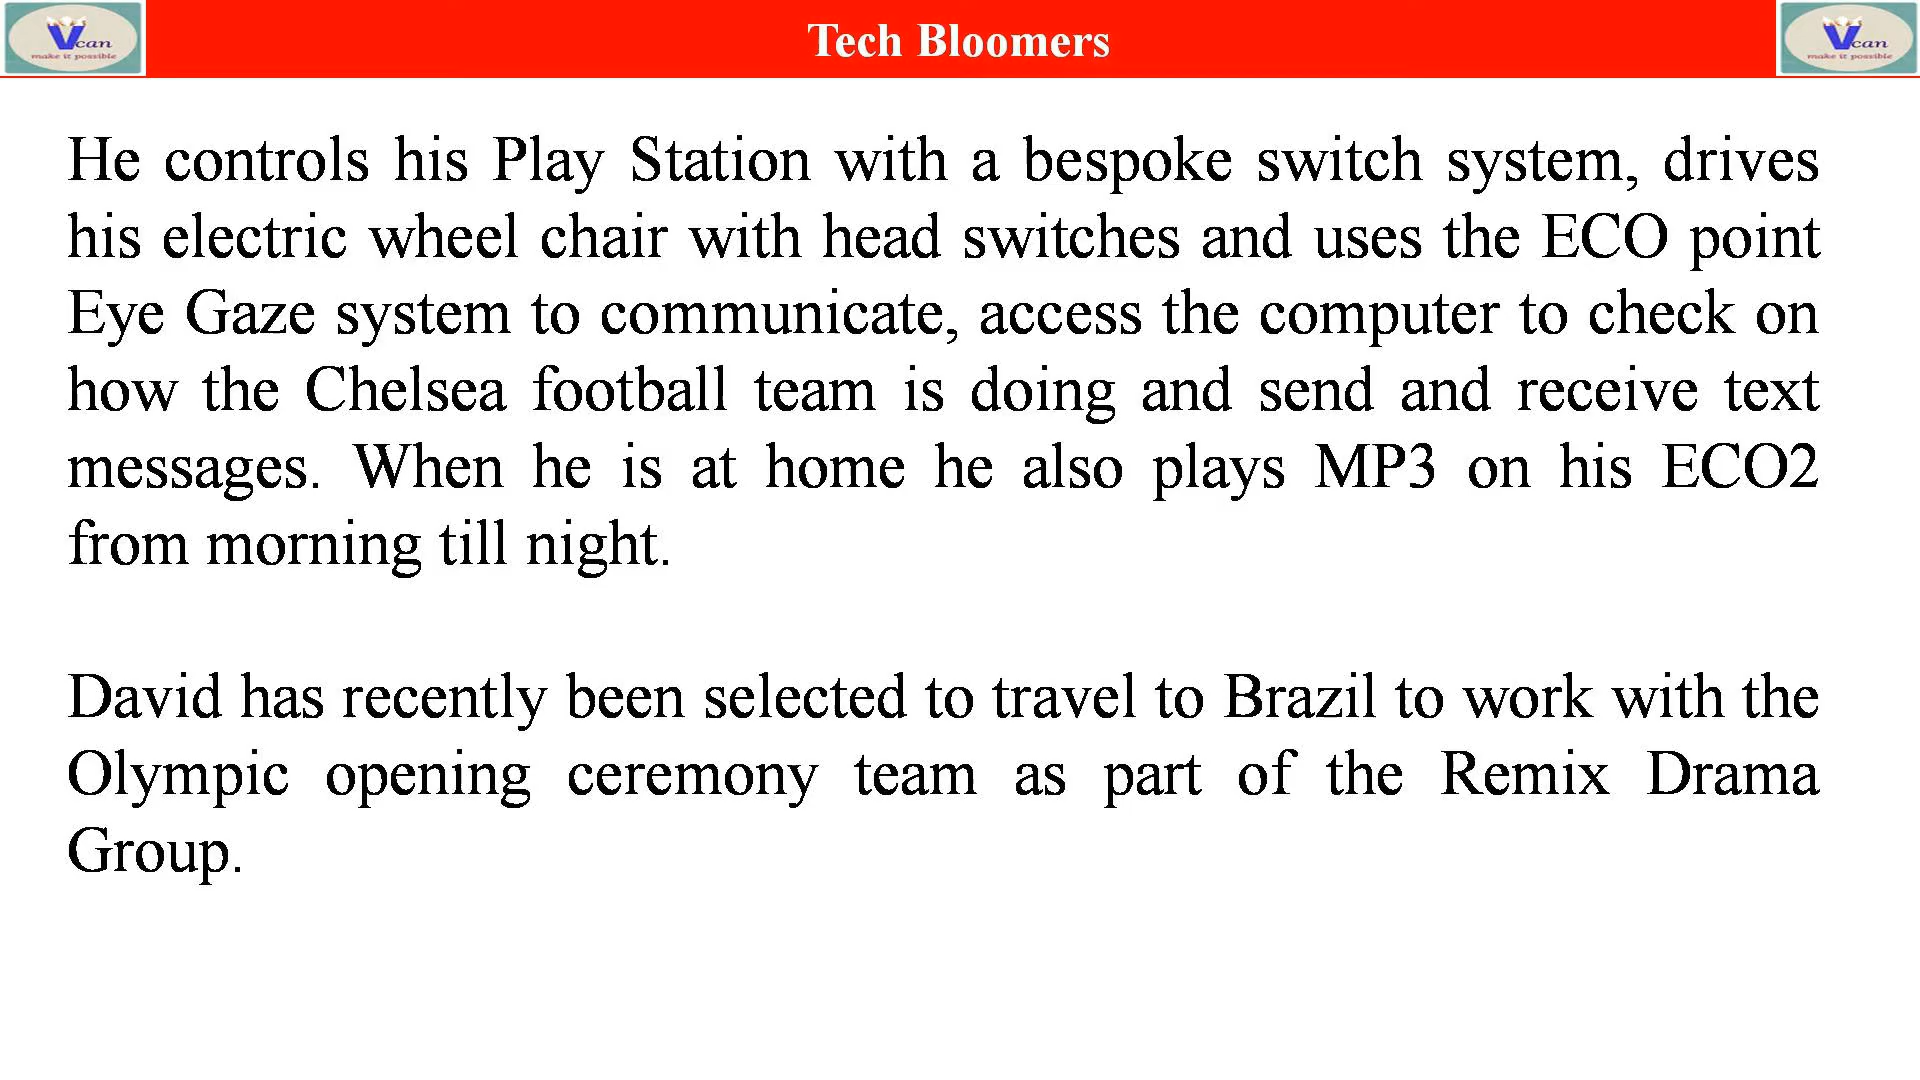 Vcan
make it possible
Tech Bloomers
Vcan
make it possible
He controls his Play Station with a bespoke switch system, drives
his electric wheel chair with head switches and uses the ECO point
Eye Gaze system to communicate, access the computer to check on
how the Chelsea football team is doing and send and receive text
messages. When he is at home he also plays MP3 on his ECO2
from morning till night.
David has recently been selected to travel to Brazil to work with the
Olympic opening ceremony team as part of the Remix Drama
Group.